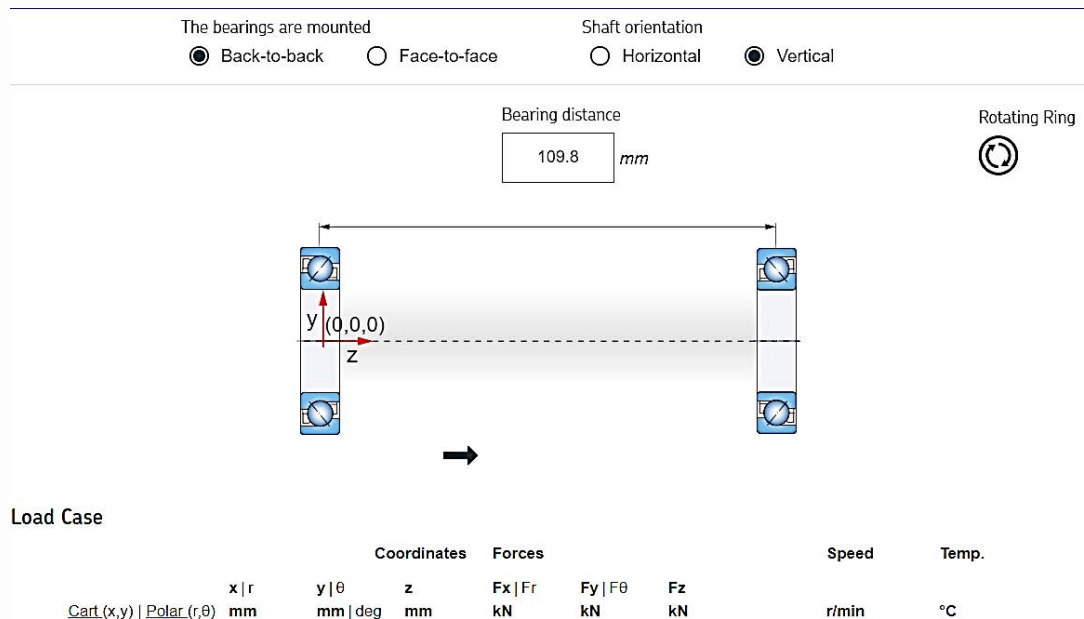 The bearings are mounted Shaft orientation
Back-to-back Face-to-face Horizontal Vertical
Bearing distance Rotating Ring
109.8 mm
y (0,0,0)
z
Load Case
Coordinates Forces Speed Temp.
x | r y | θ z Fx | Fr Fy | Fθ Fz
Cart (x,y) | Polar (r,θ) mm mm | deg mm kN kN kN r/min °C